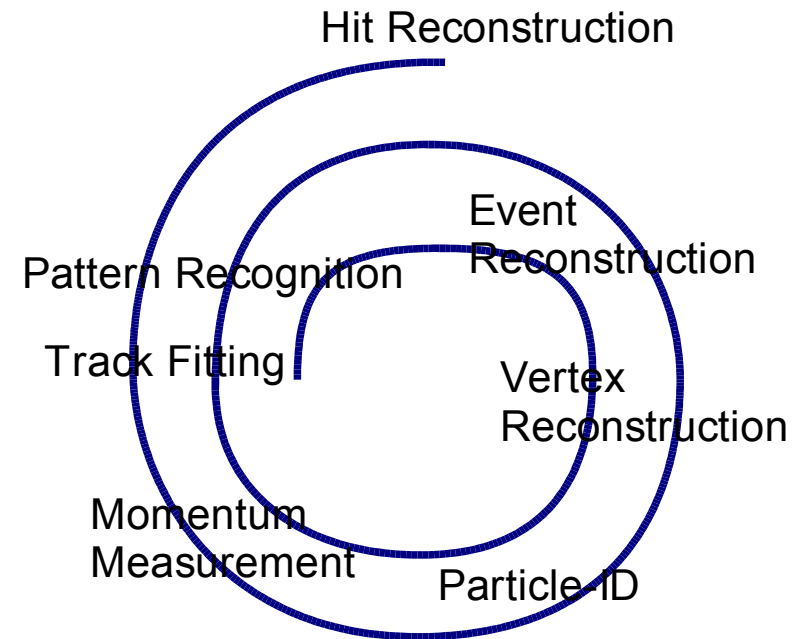 Hit Reconstruction
Event
Reconstruction
Pattern Recognition
Track Fitting
Vertex
Reconstruction
Momentum
Measurement
Particle-ID